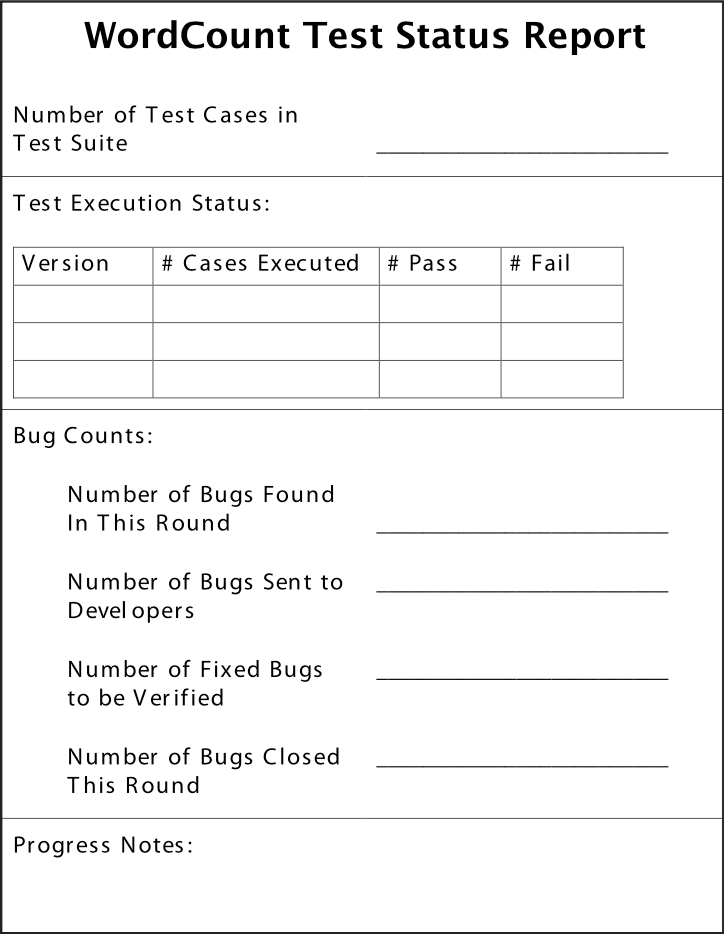 WordCount Test Status Report
Number of Test Cases in
Test Suite
Test Execution Status:
Version # Cases Executed # Pass # Fail
Bug Counts:
Number of Bugs Found
In This Round
Number of Bugs Sent to
Developers
Number of Fixed Bugs
to be Verified
Number of Bugs Closed
This Round
Progress Notes: